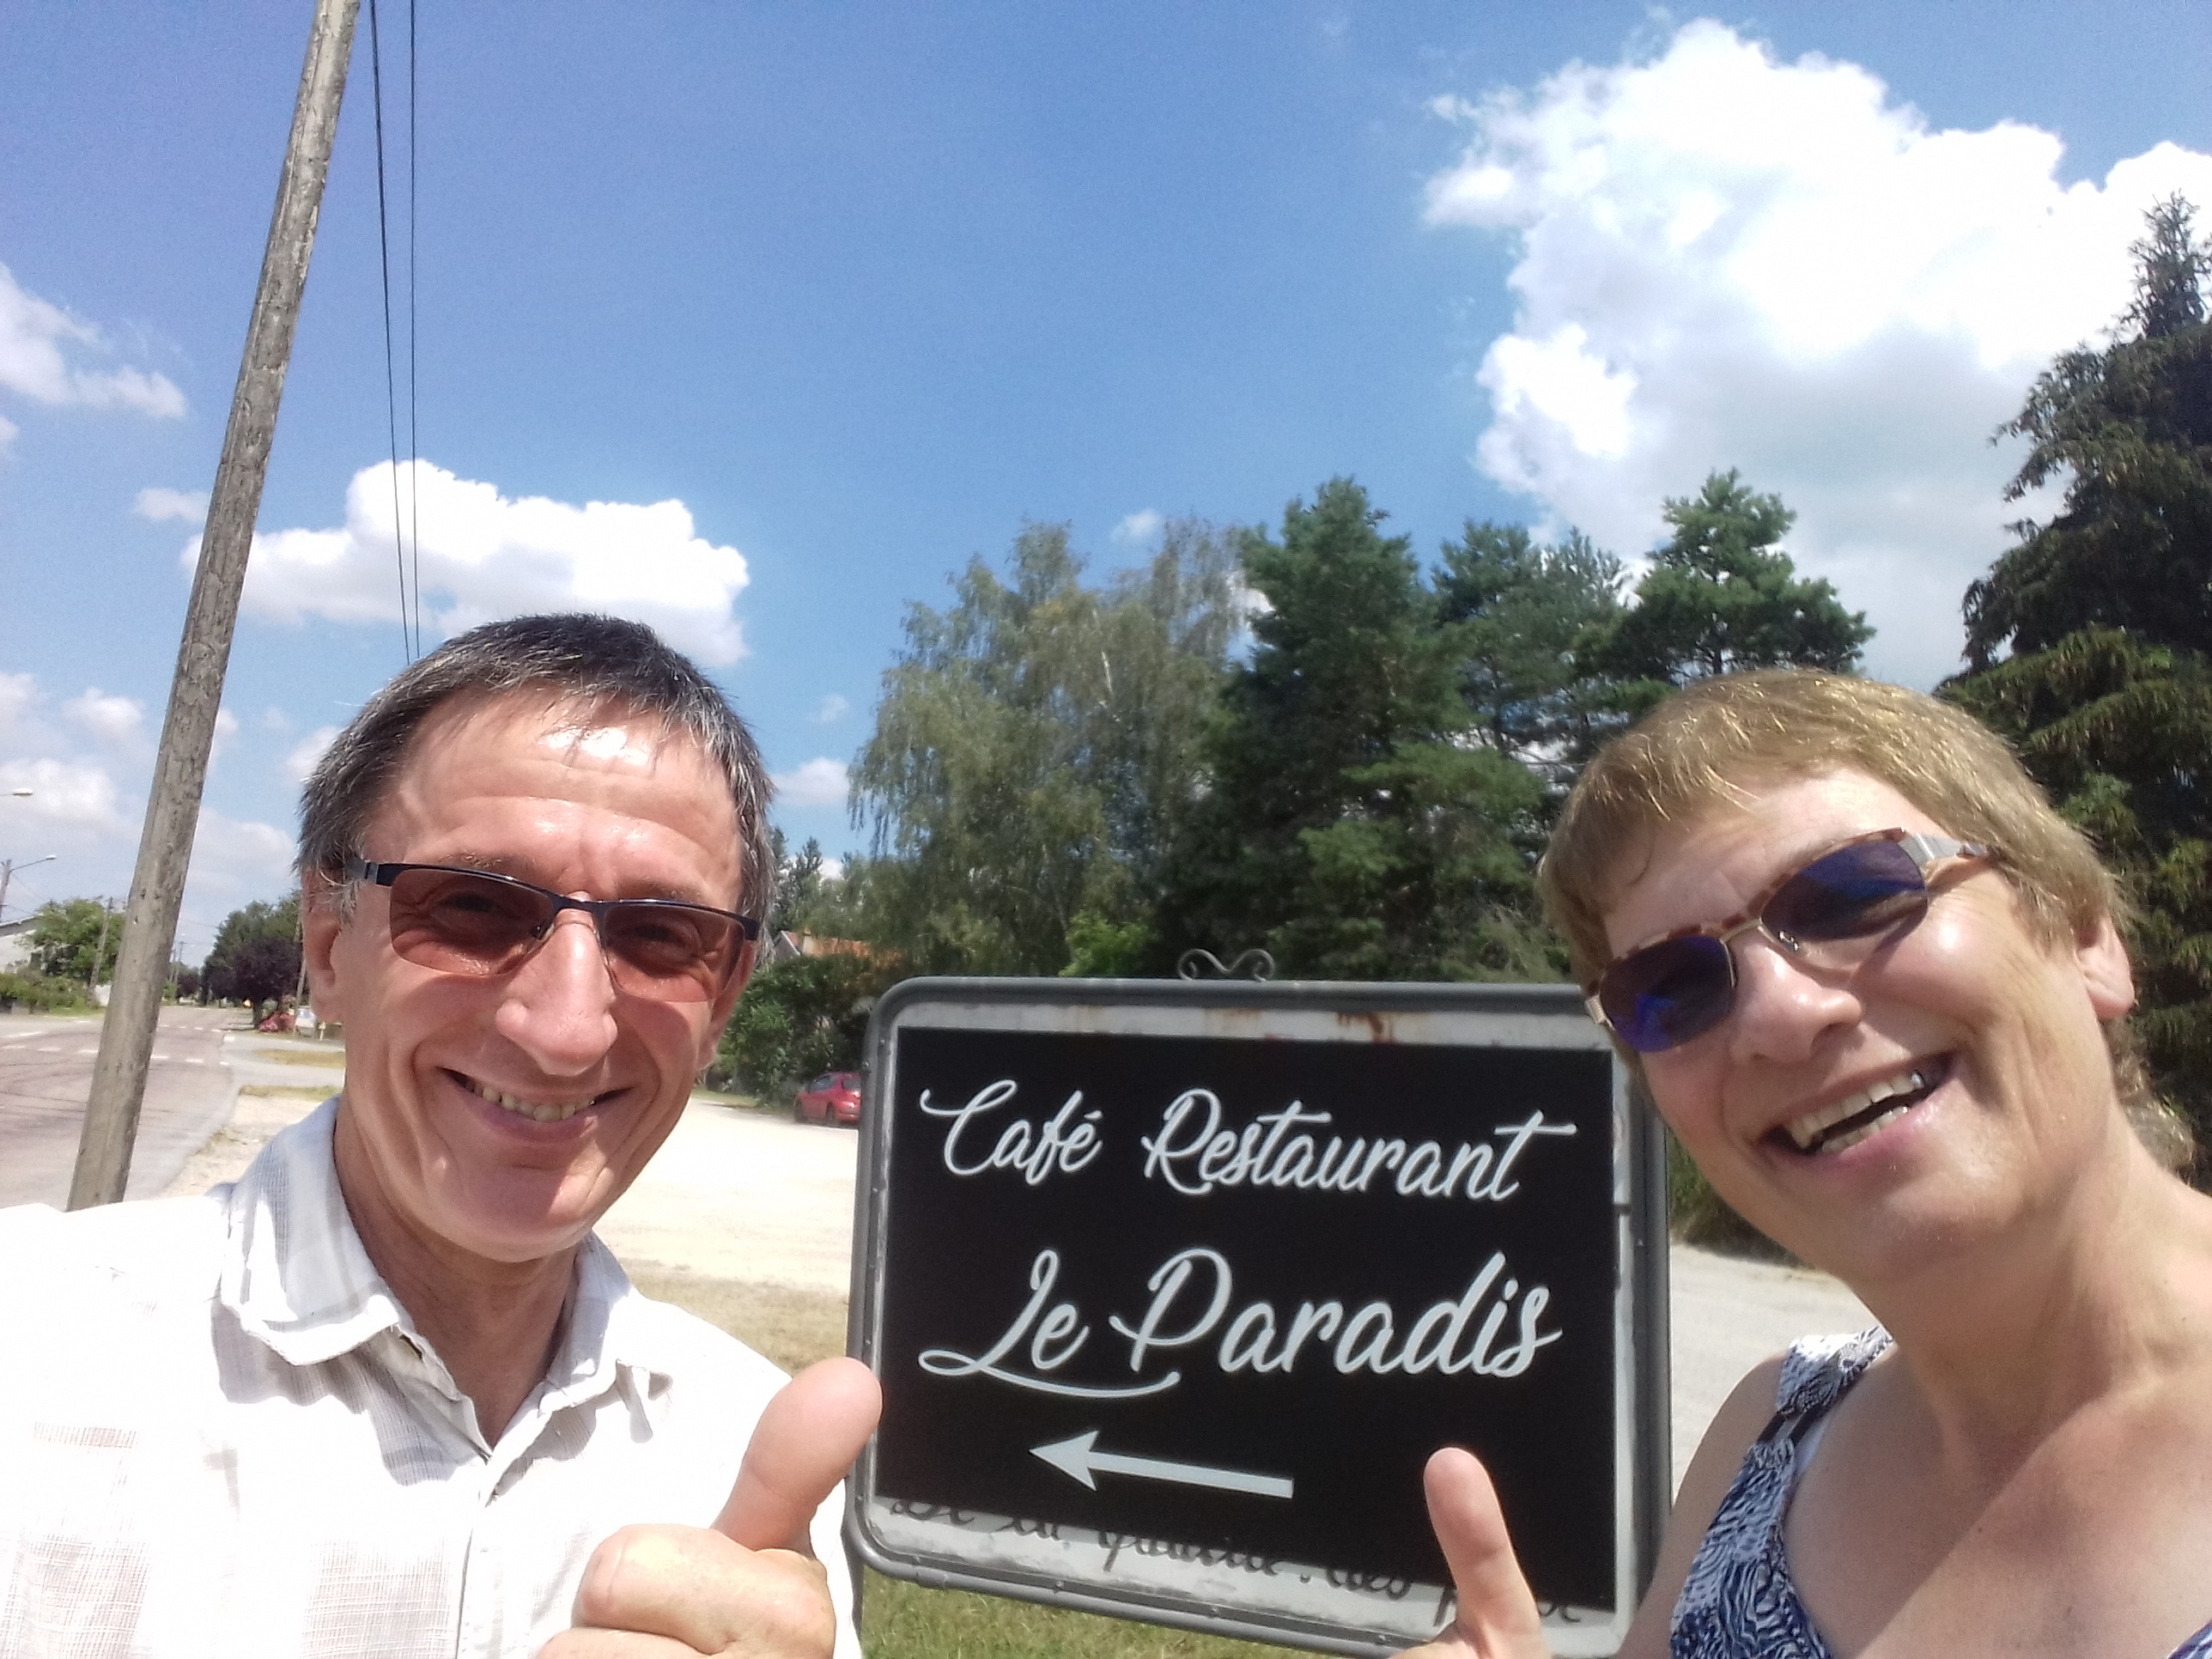 Café Restaurant
Le Paradis